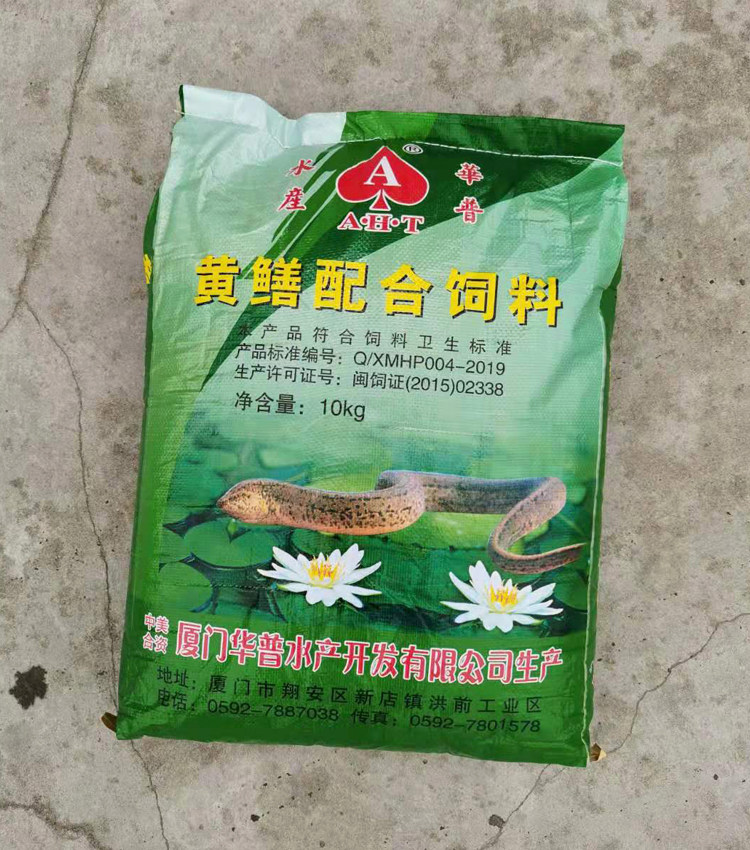 水产
A
®
華普
A·H·T
黄鳝配合饲料
本产品符合饲料卫生标准
产品标准编号：Q/XMHP004-2019
生产许可证号：闽饲证(2015)02338
净含量：10kg
中美合资
厦门华普水产开发有限公司生产
地址：厦门市翔安区新店镇洪前工业区
电话：0592-7887038 传真：0592-7801578